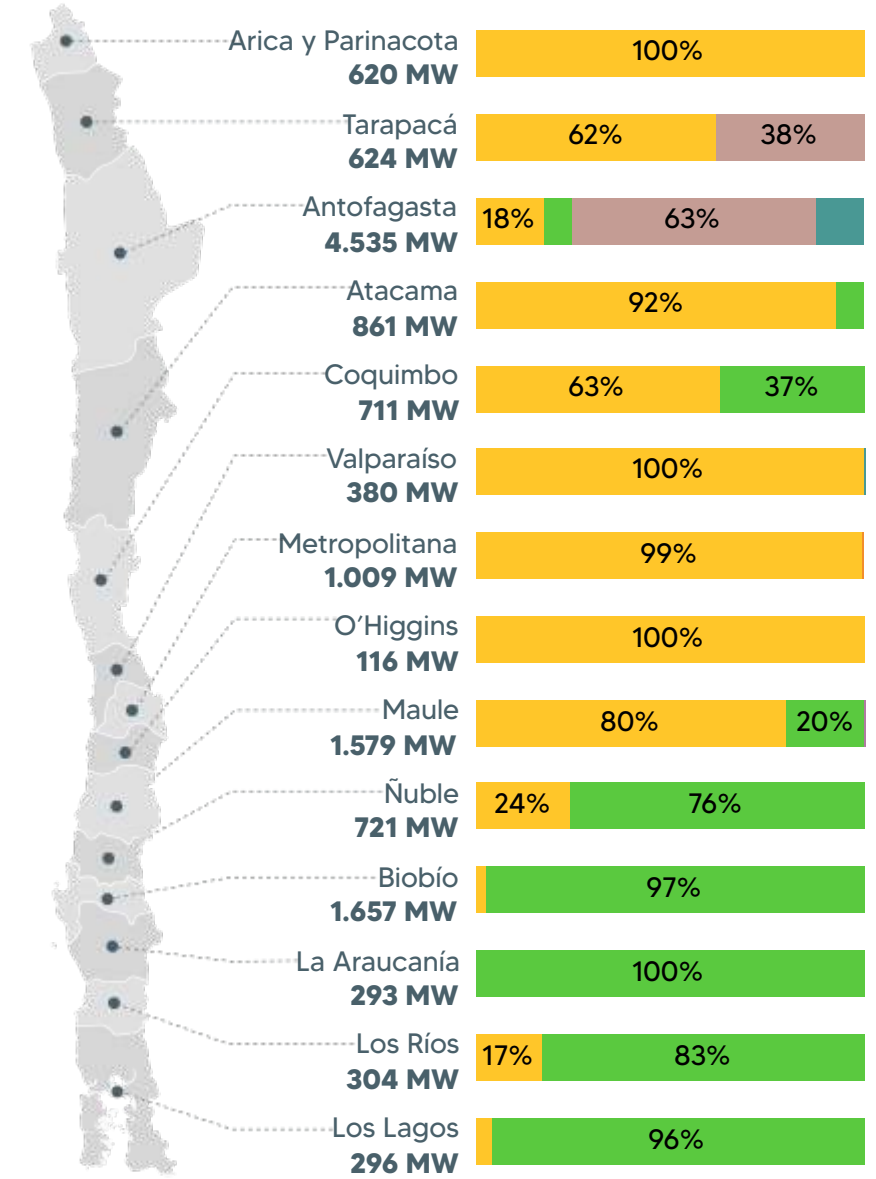 Arica y Parinacota
620 MW
100%
Tarapacá
624 MW
62% 38%
Antofagasta
4.535 MW
18% 63%
Atacama
861 MW
92%
Coquimbo
711 MW
63% 37%
Valparaíso
380 MW
100%
Metropolitana
1.009 MW
99%
O'Higgins
116 MW
100%
Maule
1.579 MW
80% 20%
Ñuble
721 MW
24% 76%
Biobío
1.657 MW
97%
La Araucanía
293 MW
100%
Los Ríos
304 MW
17% 83%
Los Lagos
296 MW
96%